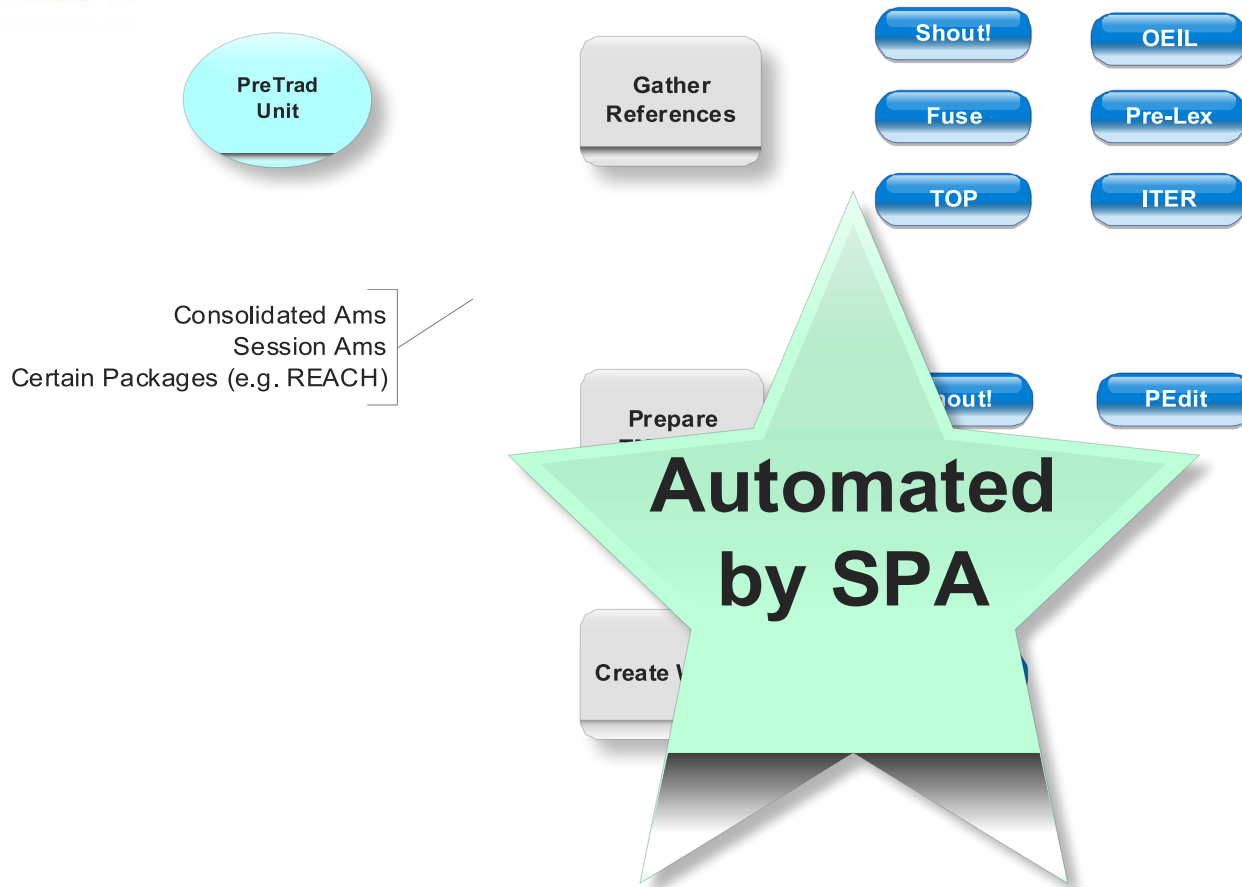 PreTrad
Unit
Gather
References
Shout!
OEIL
Fuse
Pre-Lex
TOP
ITER
Consolidated Ams
Session Ams
Certain Packages (e.g. REACH)
Prepare
PEdit
Automated
by SPA
Create